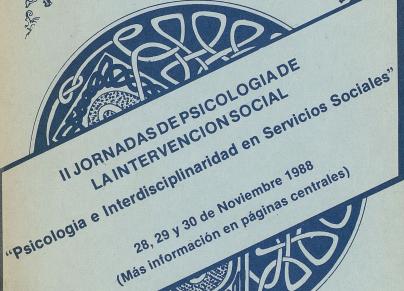 II JORNADAS DE PSICOLOGIA DE
LA INTERVENCION SOCIAL
"Psicologia e Interdisciplinaridad en Servicios Sociales"
28, 29 y 30 de Noviembre 1988
(Más información en páginas centrales)